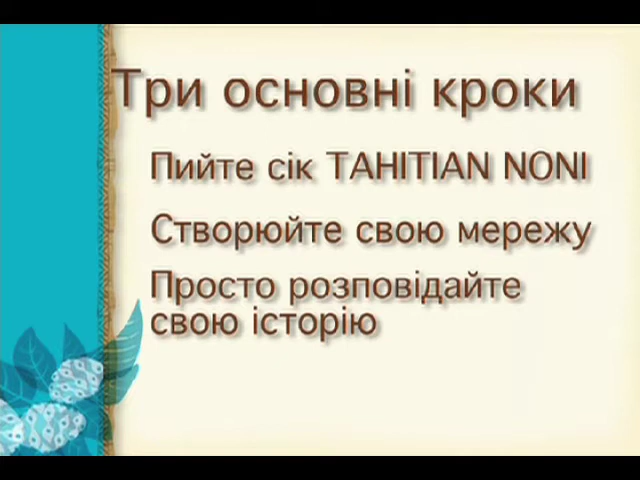 Три основні кроки
Пийте сік TAHITIAN NONI
Створюйте свою мережу
Просто розповідайте
свою історію